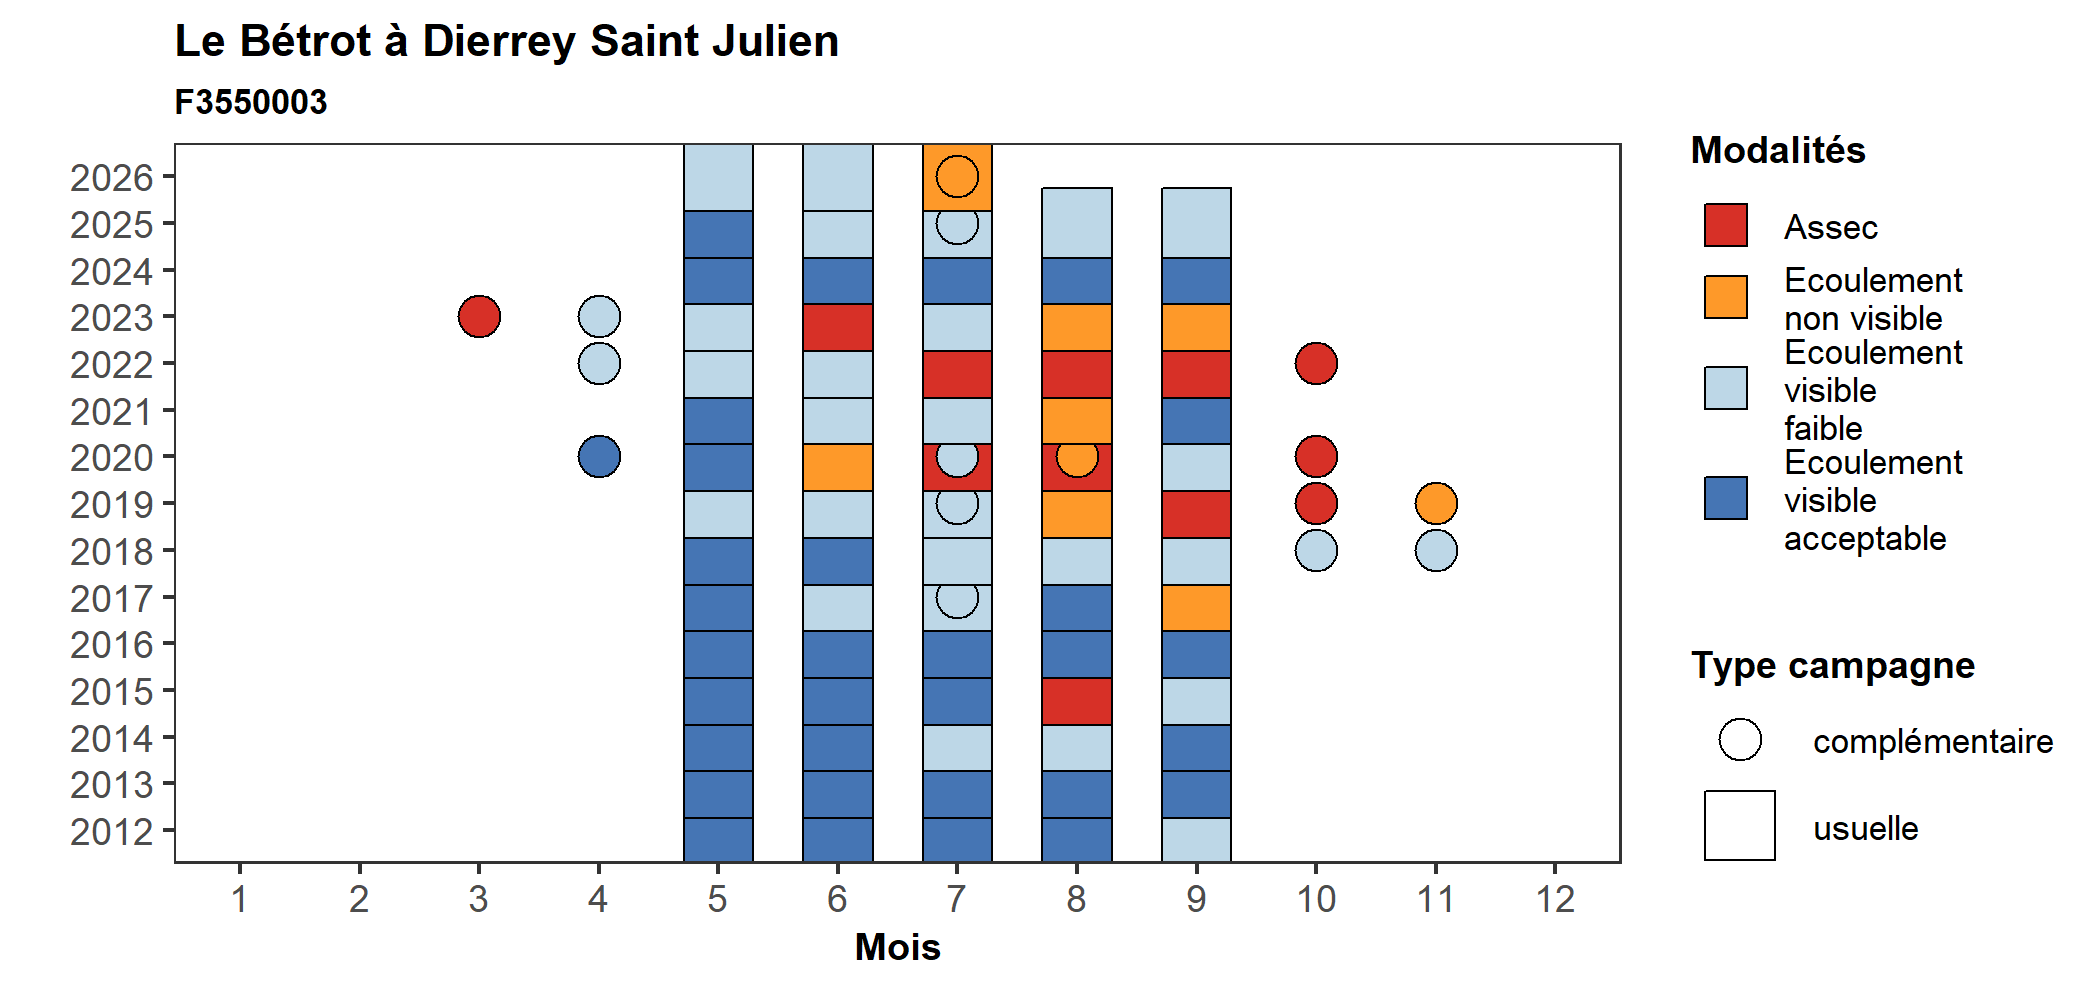 Le Bétrot à Dierrey Saint Julien
F3550003
2026
2025
2024
2023
2022
2021
2020
2019
2018
2017
2016
2015
2014
2013
2012
1 2 3 4 5 6 7 8 9 10 11 12
Mois
Modalités
Assec
Ecoulement
non visible
Ecoulement
visible
faible
Ecoulement
visible
acceptable
Type campagne
complémentaire
usuelle